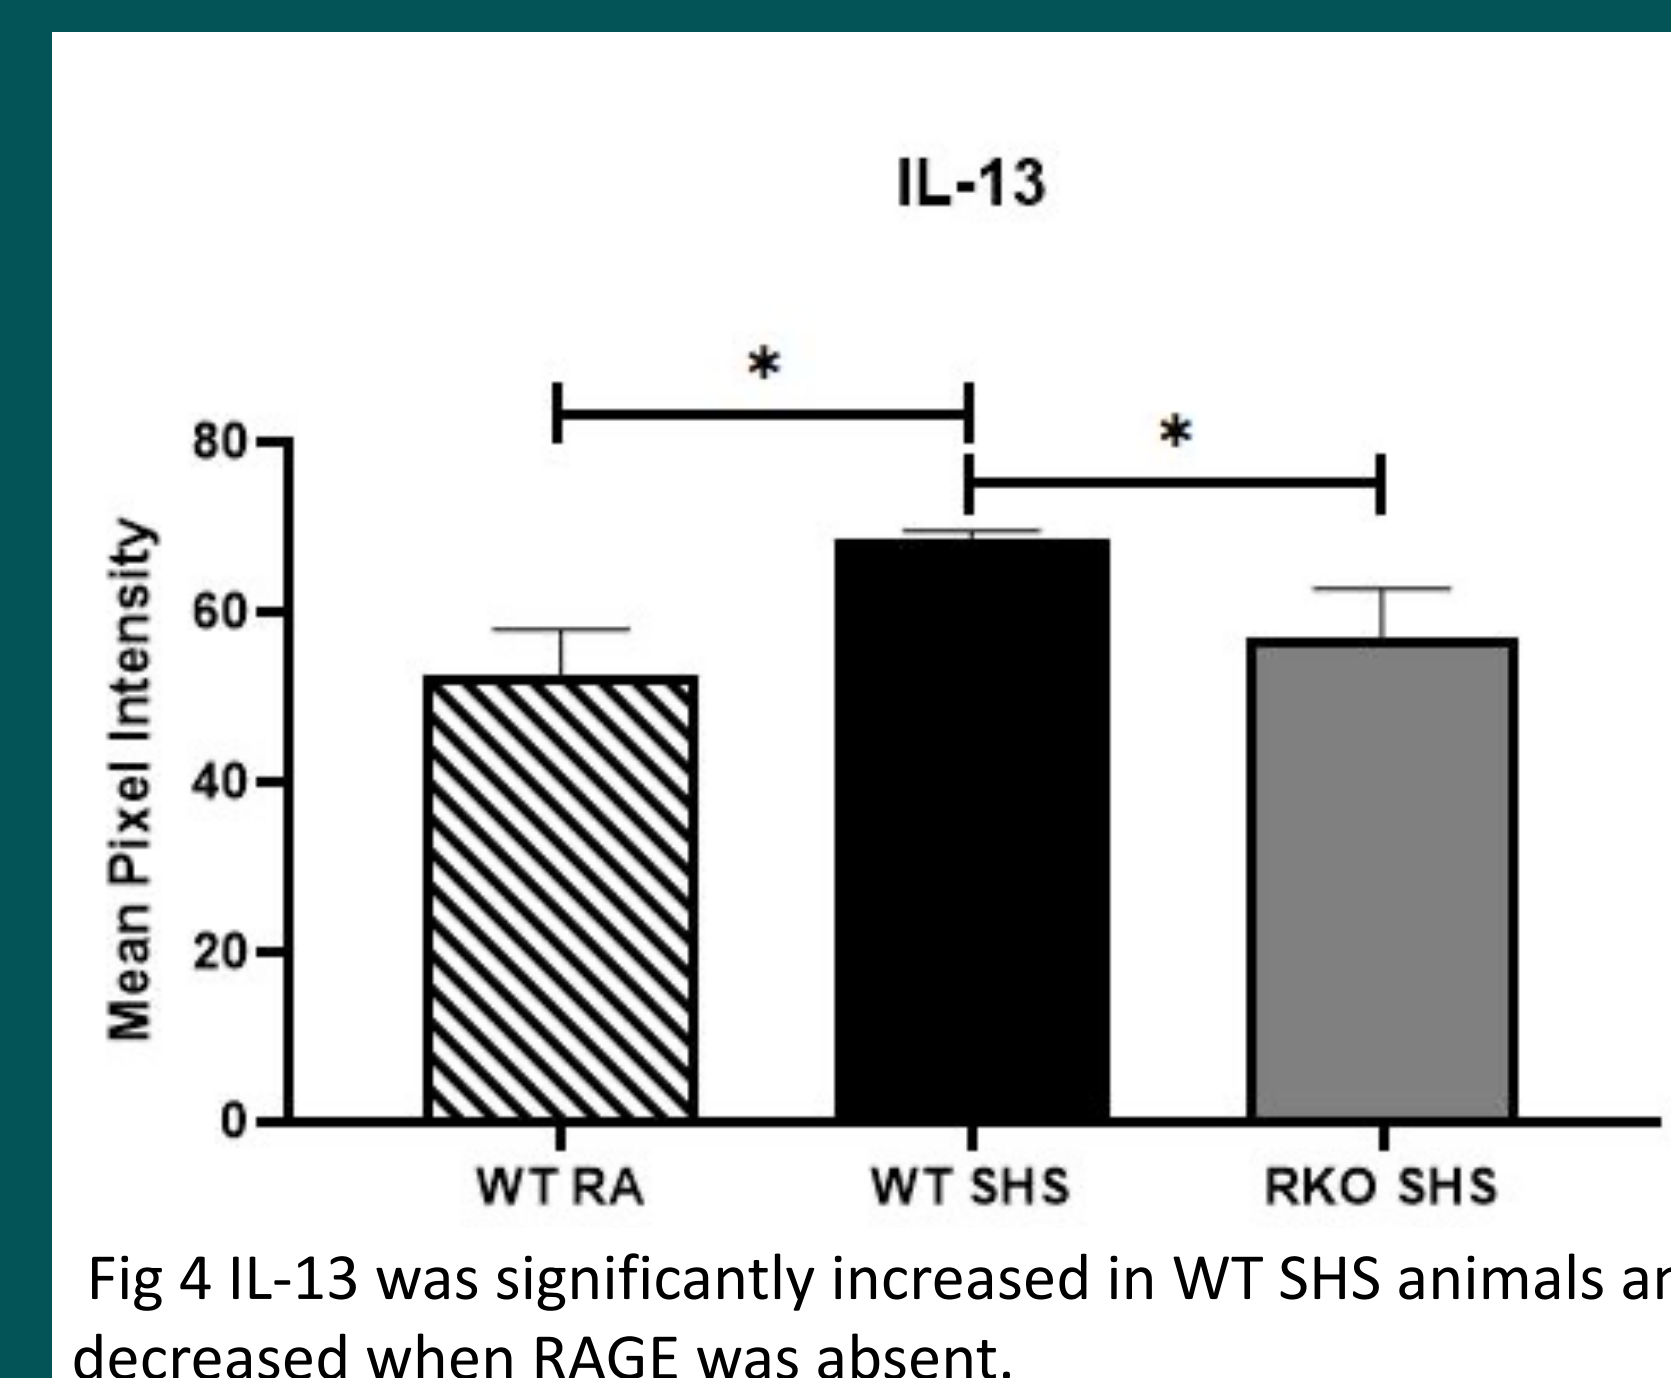 IL-13
*
*
80
60
40
20
0
Mean Pixel Intensity
WT RA
WT SHS
RKO SHS
Fig 4 IL-13 was significantly increased in WT SHS animals
decreased when RAGE was absent.